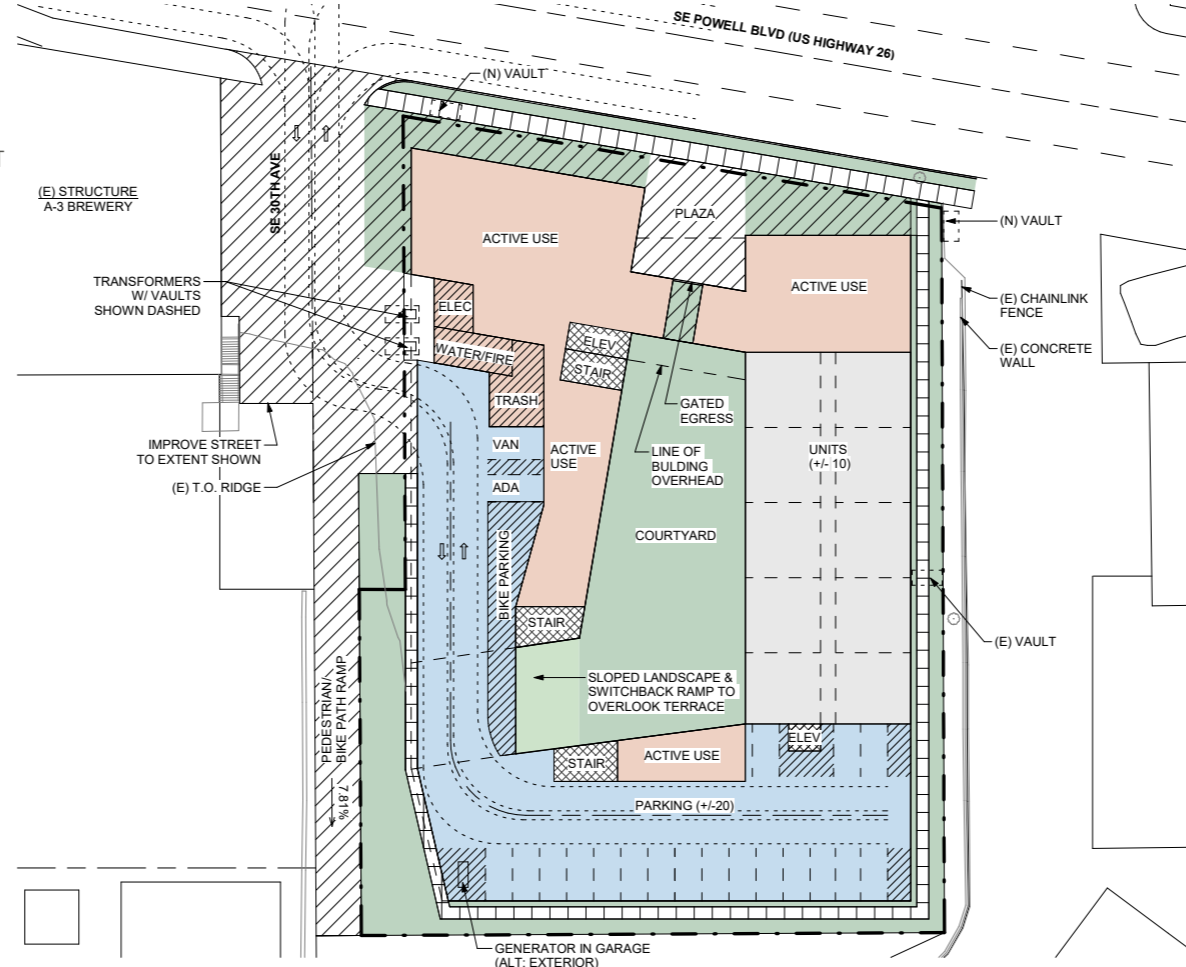 SE POWELL BLVD (US HIGHWAY 26)
(N) VAULT
T
(E) STRUCTURE
A-3 BREWERY
SE 30TH AVE
PLAZA
(N) VAULT
ACTIVE USE
ACTIVE USE
TRANSFORMERS
W/ VAULTS
SHOWN DASHED
(E) CHAINLINK
FENCE
ELEC
(E) CONCRETE
WALL
WATER/FIRE
ELEV
STAIR
TRASH
GATED
EGRESS
IMPROVE STREET
TO EXTENT SHOWN
VAN
ACTIVE
USE
LINE OF
BULDING
OVERHEAD
UNITS
(+/- 10)
(E) T.O. RIDGE
ADA
COURTYARD
BIKE PARKING
STAIR
(E) VAULT
PEDESTRIAN/
BIKE PATH RAMP
7.81%
SLOPED LANDSCAPE &
SWITCHBACK RAMP TO
OVERLOOK TERRACE
ELEV
STAIR
ACTIVE USE
PARKING (+/-20)
GENERATOR IN GARAGE
(ALT: EXTERIOR)